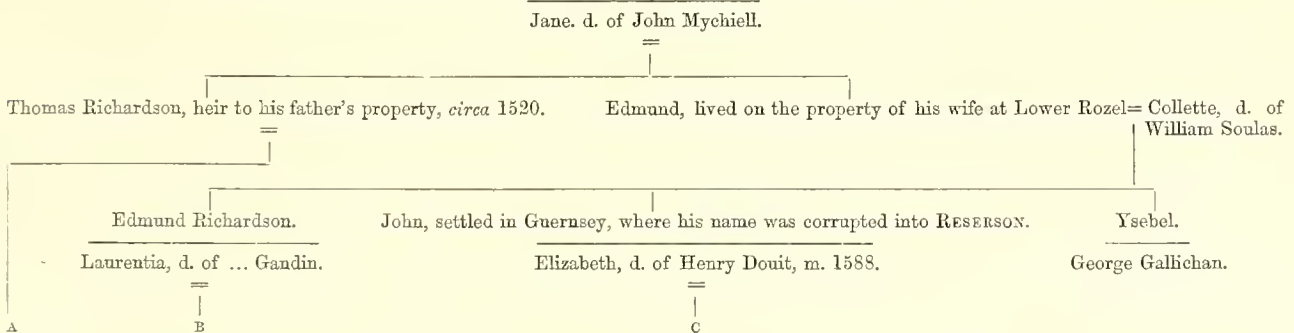 Jane. d. of John Mychiell.
Thomas Richardson, heir to his father's property, circa 1520.
Edmund, lived on the property of his wife at Lower Rozel= Collette, d. of
William Soulas.
Edmund Richardson.
John, settled in Guernsey, where his name was corrupted into RESERSON.
Ysebel.
Laurentia, d. of ... Gandin.
Elizabeth, d. of Henry Douit, m. 1588.
George Gallichan.
A
B
C